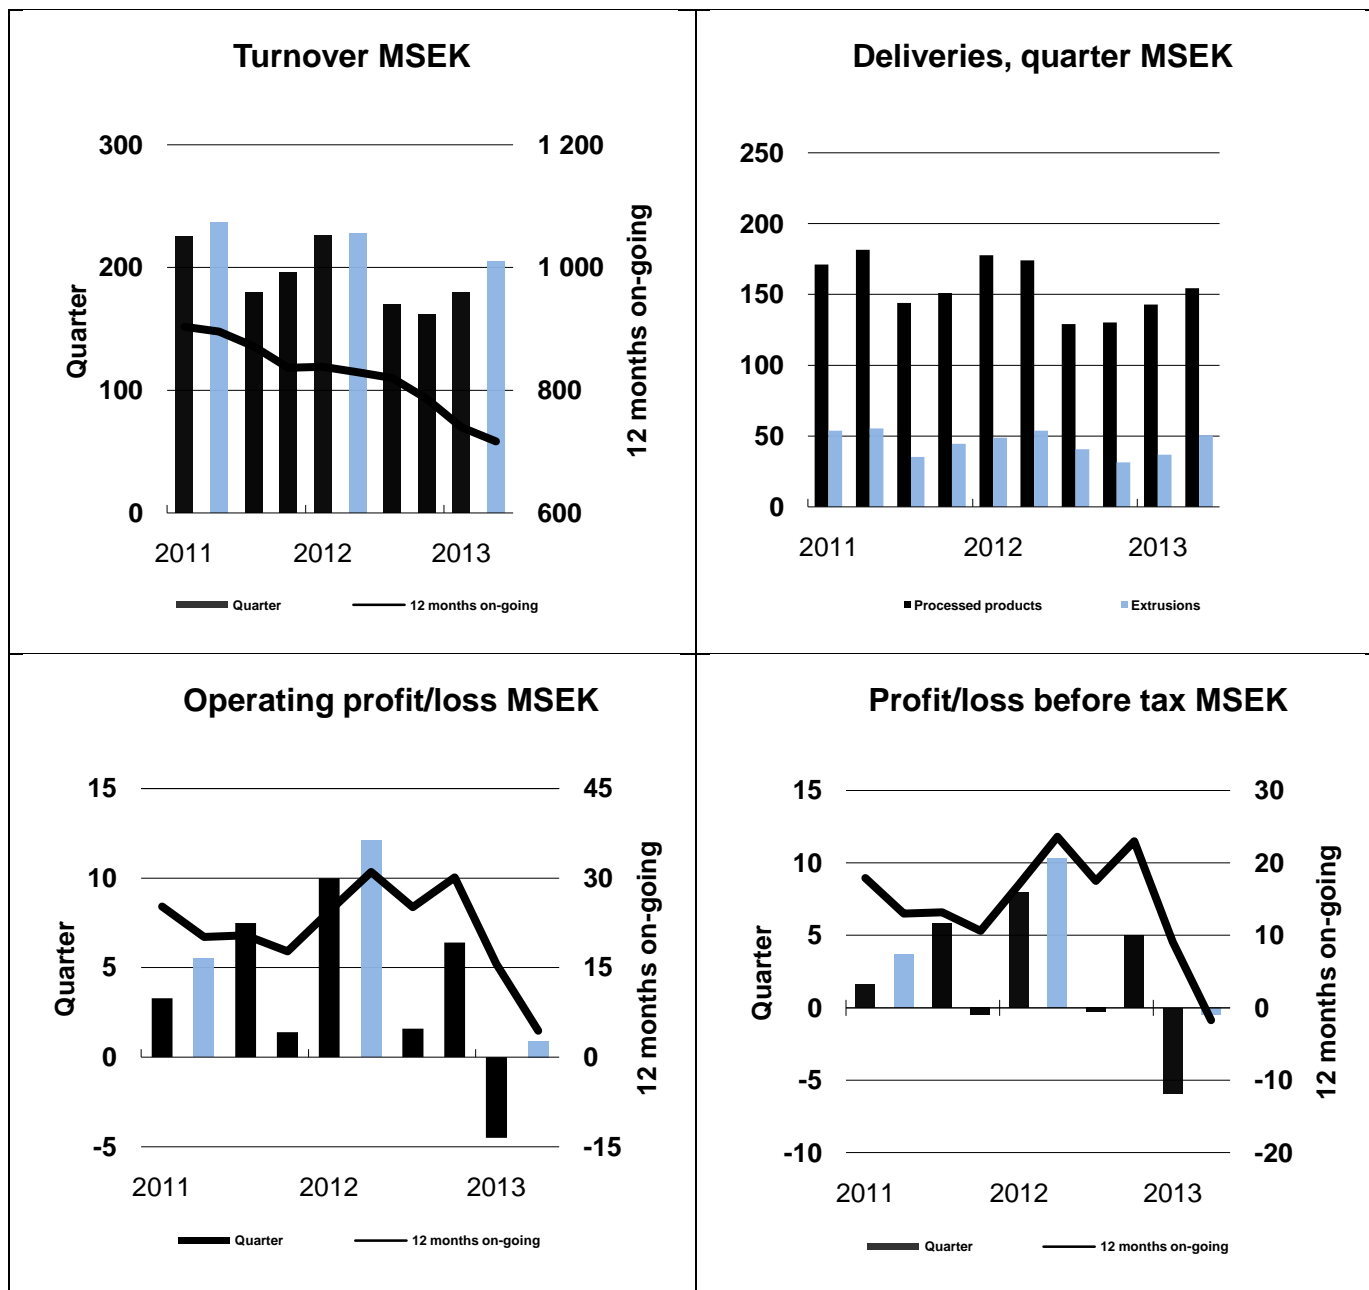 Turnover MSEK
300
200
100
0
Quarter
1 200
1 000
800
600
12 months on-going
2011
2012
2013
Quarter
12 months on-going
Deliveries, quarter MSEK
250
200
150
100
50
0
2011
2012
2013
Processed products
Extrusions
Operating profit/loss MSEK
15
10
5
0
-5
Quarter
45
30
15
0
-15
12 months on-going
2011
2012
2013
Quarter
12 months on-going
Profit/loss before tax MSEK
15
10
5
0
-5
-10
Quarter
30
20
10
0
-10
-20
12 months on-going
2011
2012
2013
Quarter
12 months on-going